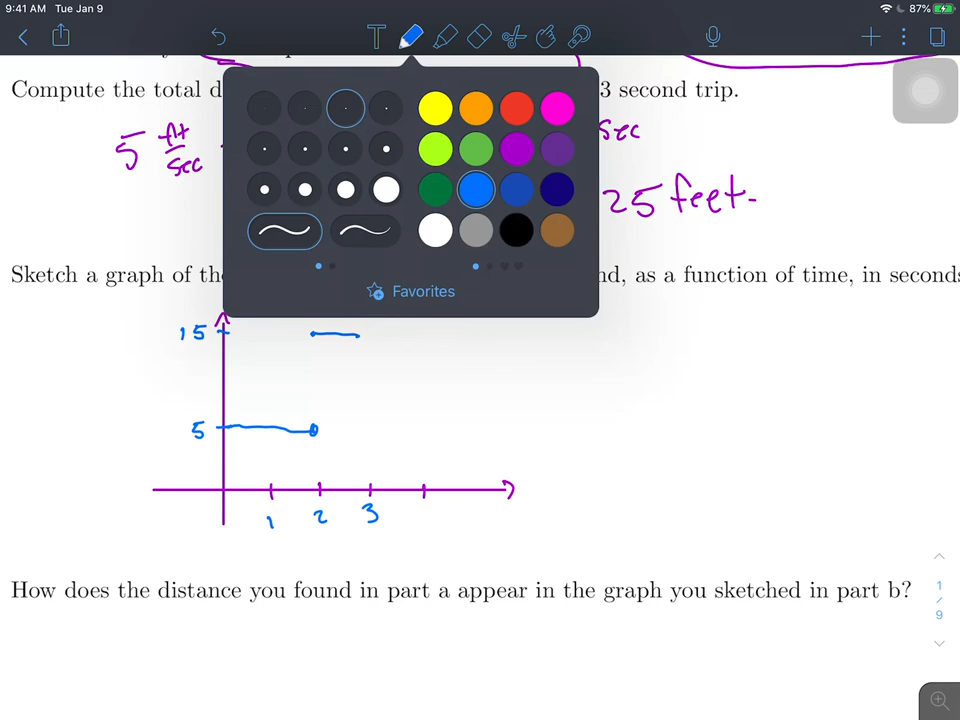 9:41 AM Tue Jan 9
87%
Compute the total d
3 second trip.
5 ft/sec
sec
25 feet
Sketch a graph of the
nd, as a function of time, in seconds
Favorites
15
5
1 2 3
How does the distance you found in part a appear in the graph you sketched in part b?
1
/
9